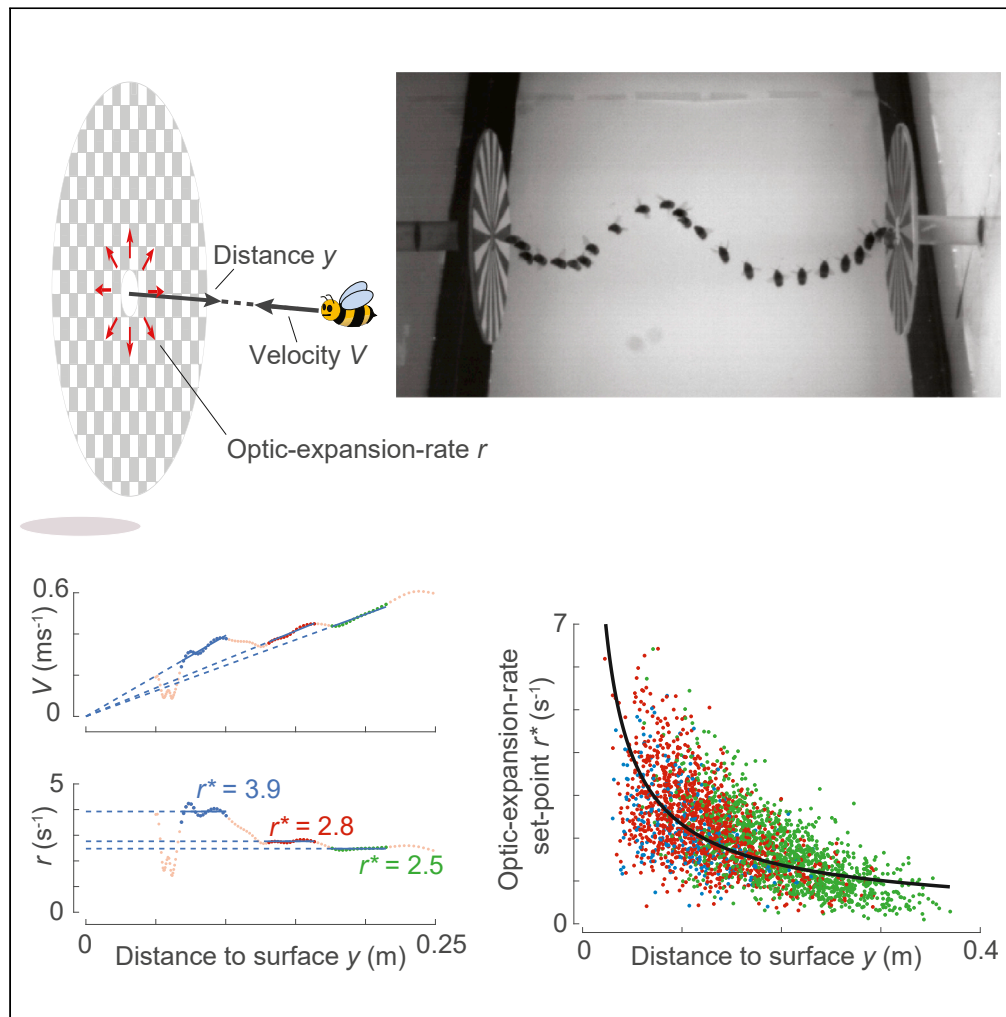 Distance y
Velocity V
Optic-expansion-rate r
0.6
V (ms⁻¹)
0
5
r (s⁻¹)
0
r* = 3.9
r* = 2.8
r* = 2.5
0
0.25
Distance to surface y (m)
7
Optic-expansion-rate
set-point r* (s⁻¹)
0
0
0.4
Distance to surface y (m)